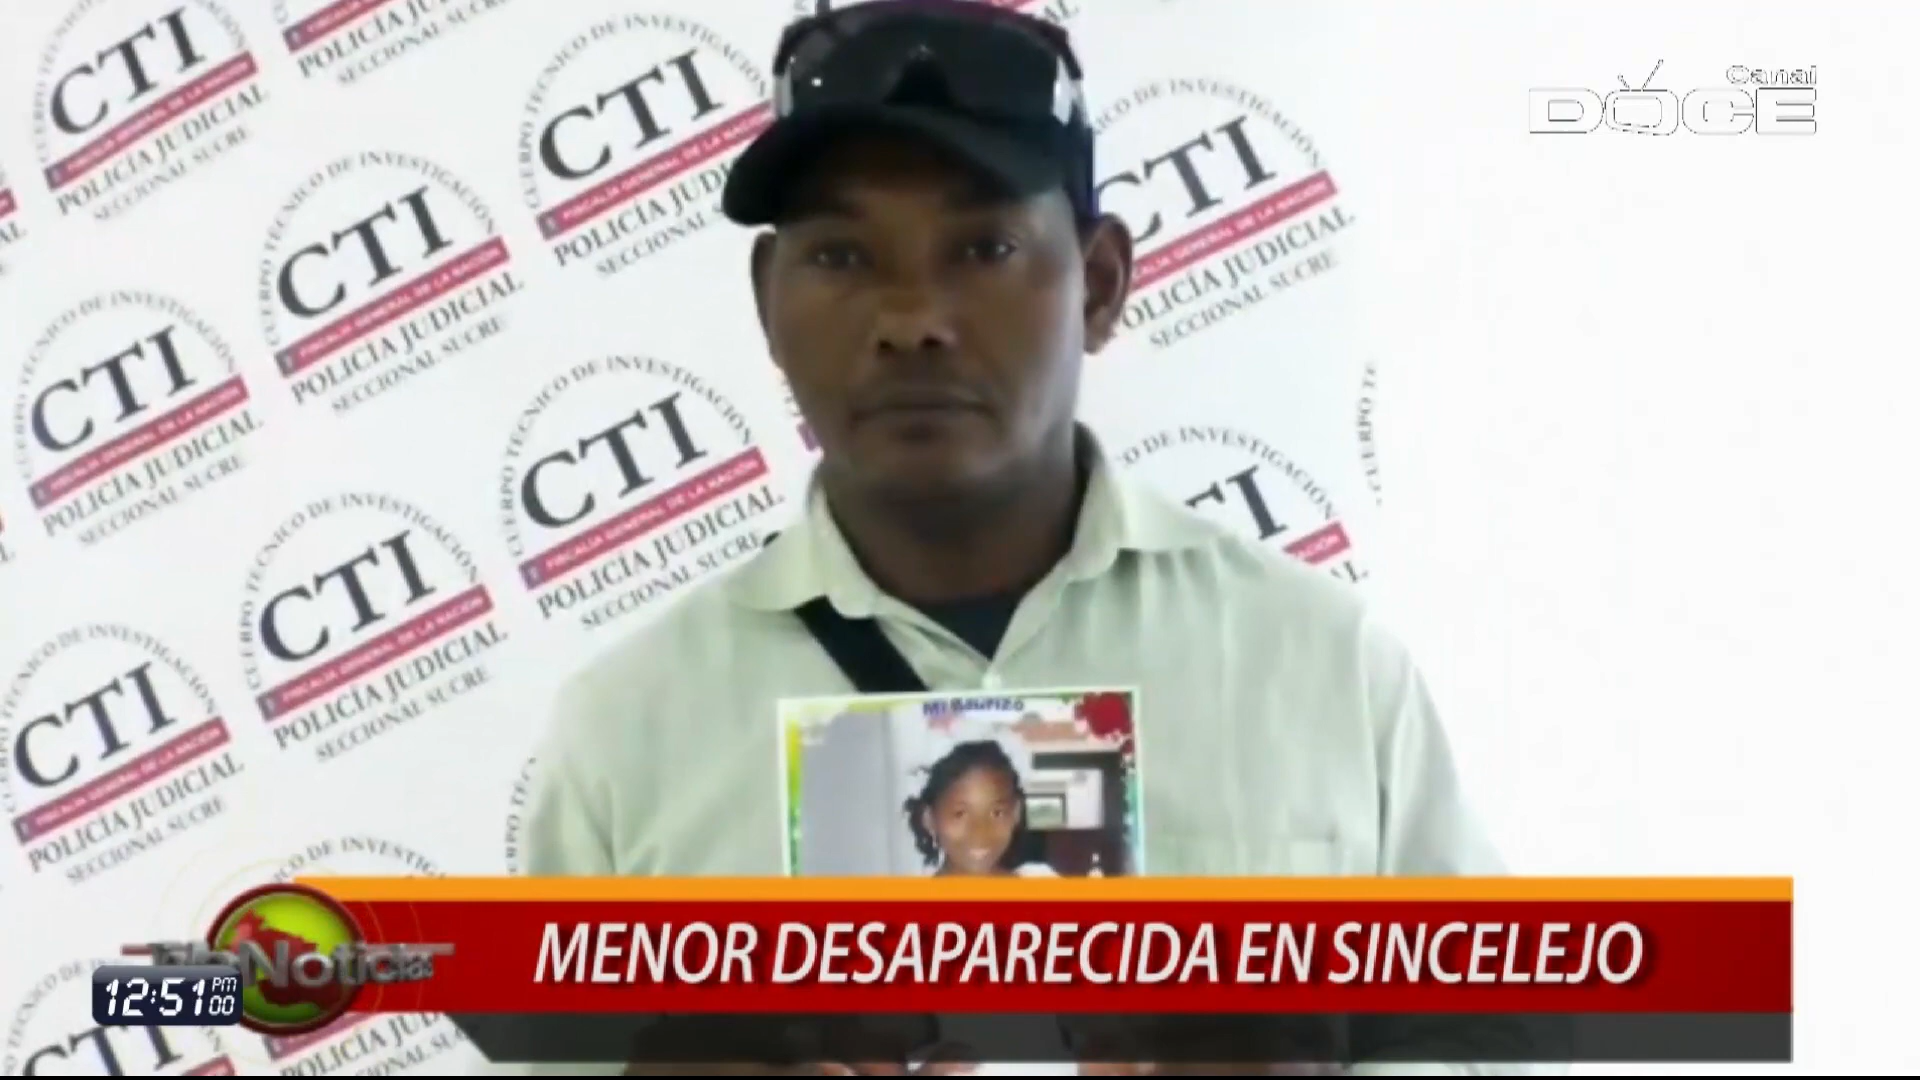 Canal
DOCE
CTI
CUERPO TÉCNICO DE INVESTIGACIÓN
FISCALÍA GENERAL DE LA NACIÓN
POLICÍA JUDICIAL
SECCIONAL SUCRE
Mi Bautizo
TeleNoticias
MENOR DESAPARECIDA EN SINCELEJO
12:51 PM
00